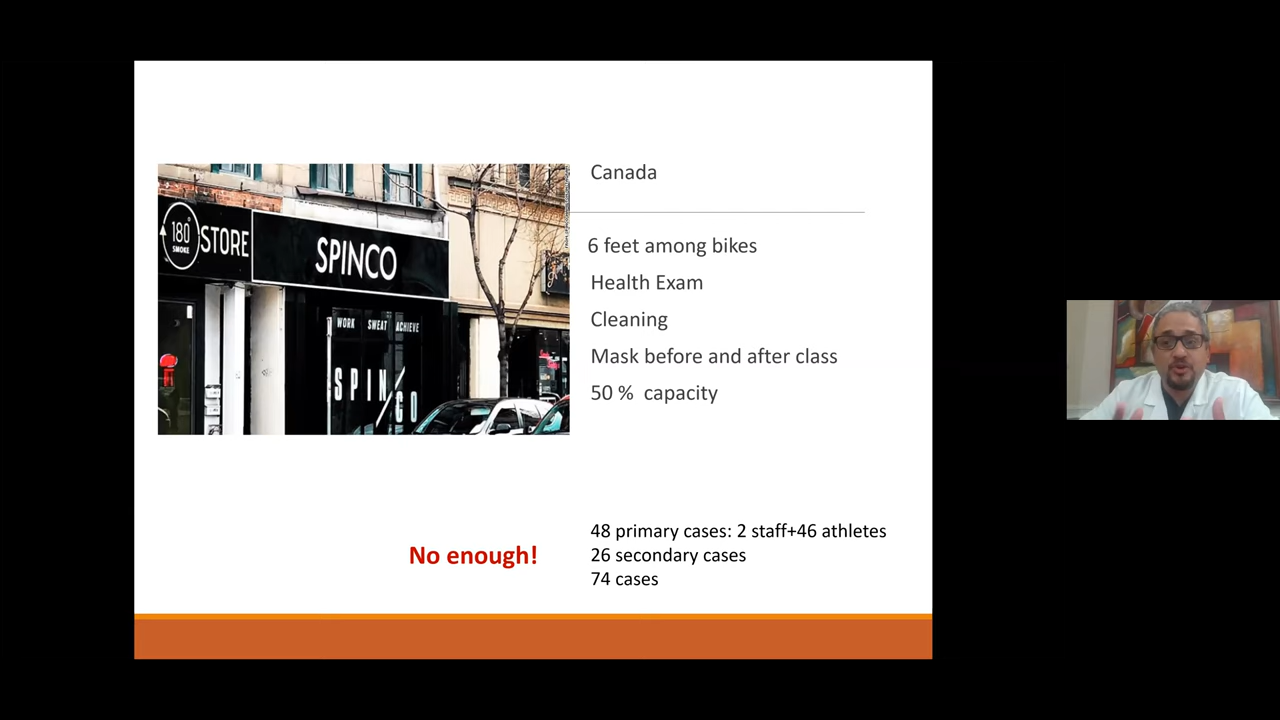 Canada
180°
SMOKE
STORE
SPINCO
WORK SWEAT ACHIEVE
SPIN/CO
6 feet among bikes
Health Exam
Cleaning
Mask before and after class
50 % capacity
No enough!
48 primary cases: 2 staff+46 athletes
26 secondary cases
74 cases